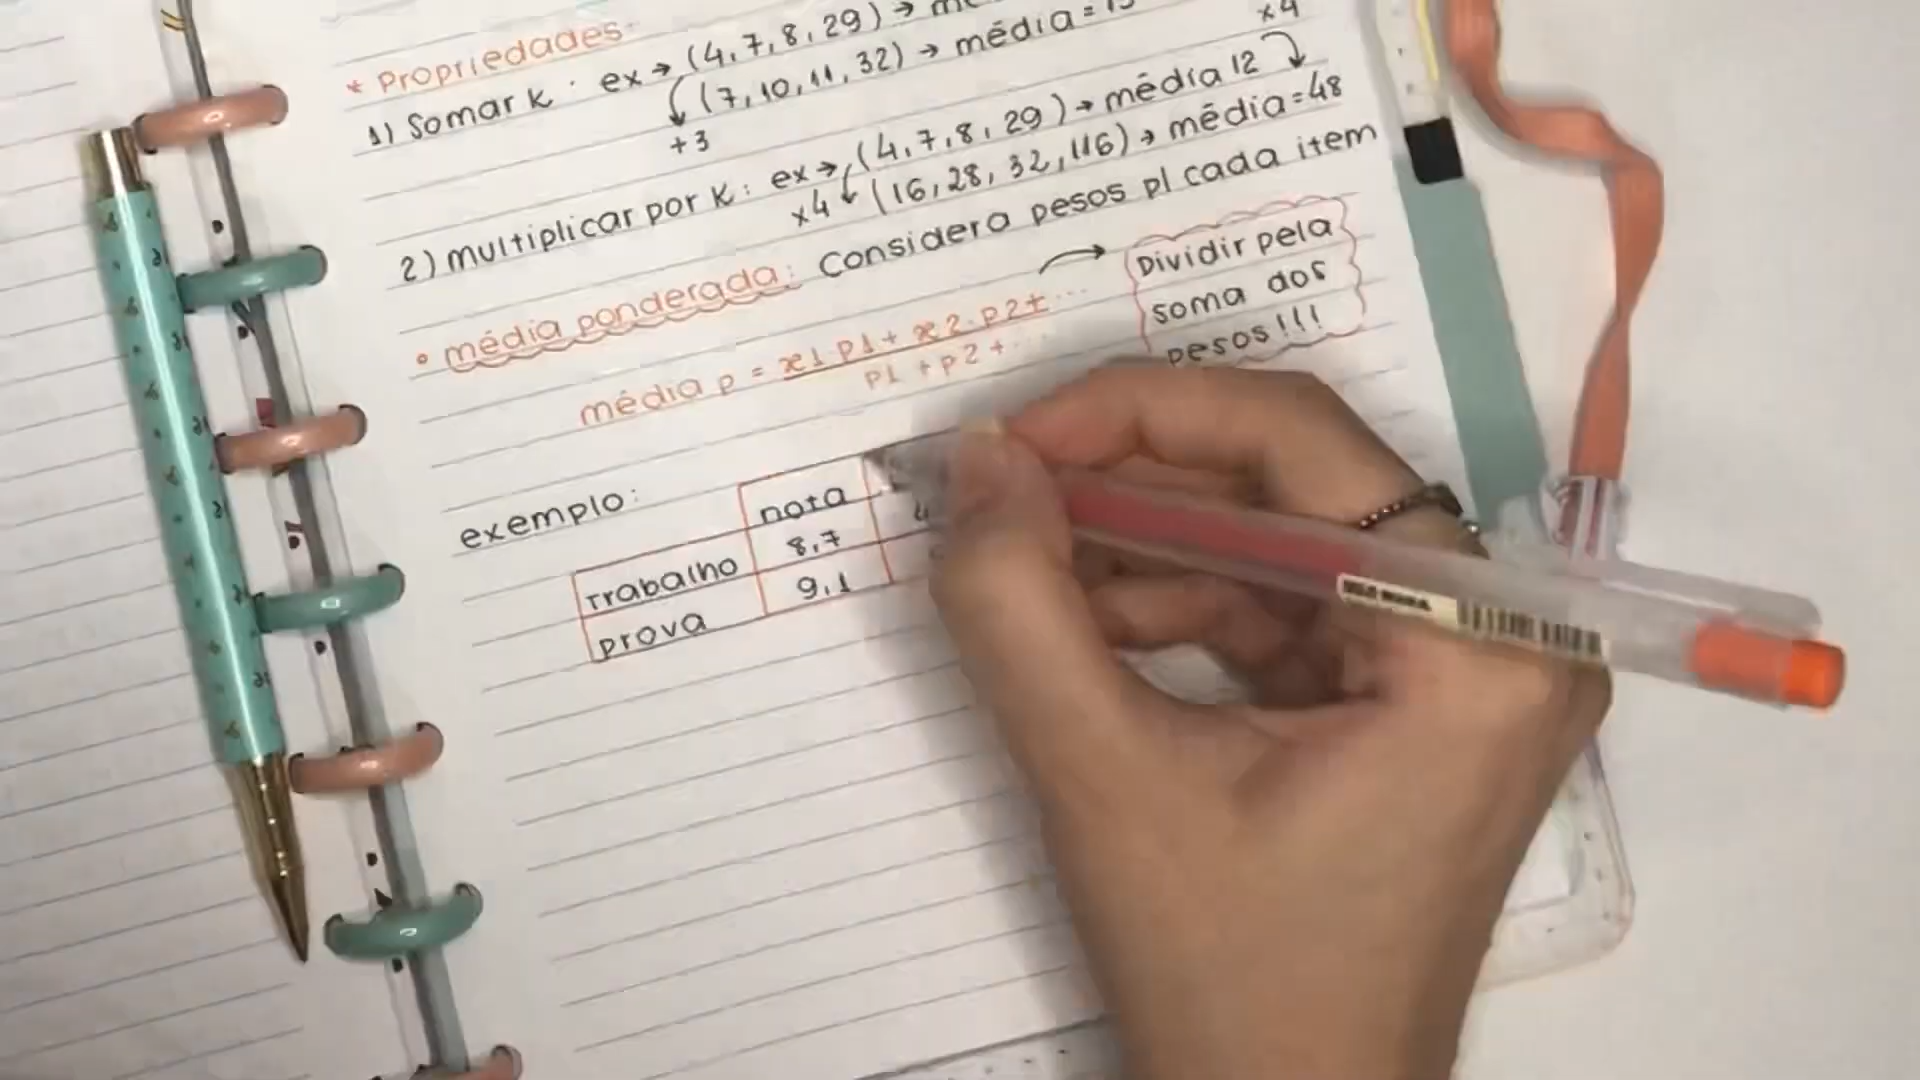 * Propriedades:
1) Somar K : ex → (4, 7, 8, 29) →
(7, 10, 11, 32) → média =
+3
x4
2) multiplicar por K : ex → (4, 7, 8, 29) → média 12
x4 (16, 28, 32, 116) → média = 48
• média ponderada: Considera pesos p/ cada item
média p = x1.p1 + x2.p2 + ...
p1 + p2 + ...
Dividir pela
soma dos
pesos!!!
exemplo:
nota
Trabalho 8,7
prova 9,1